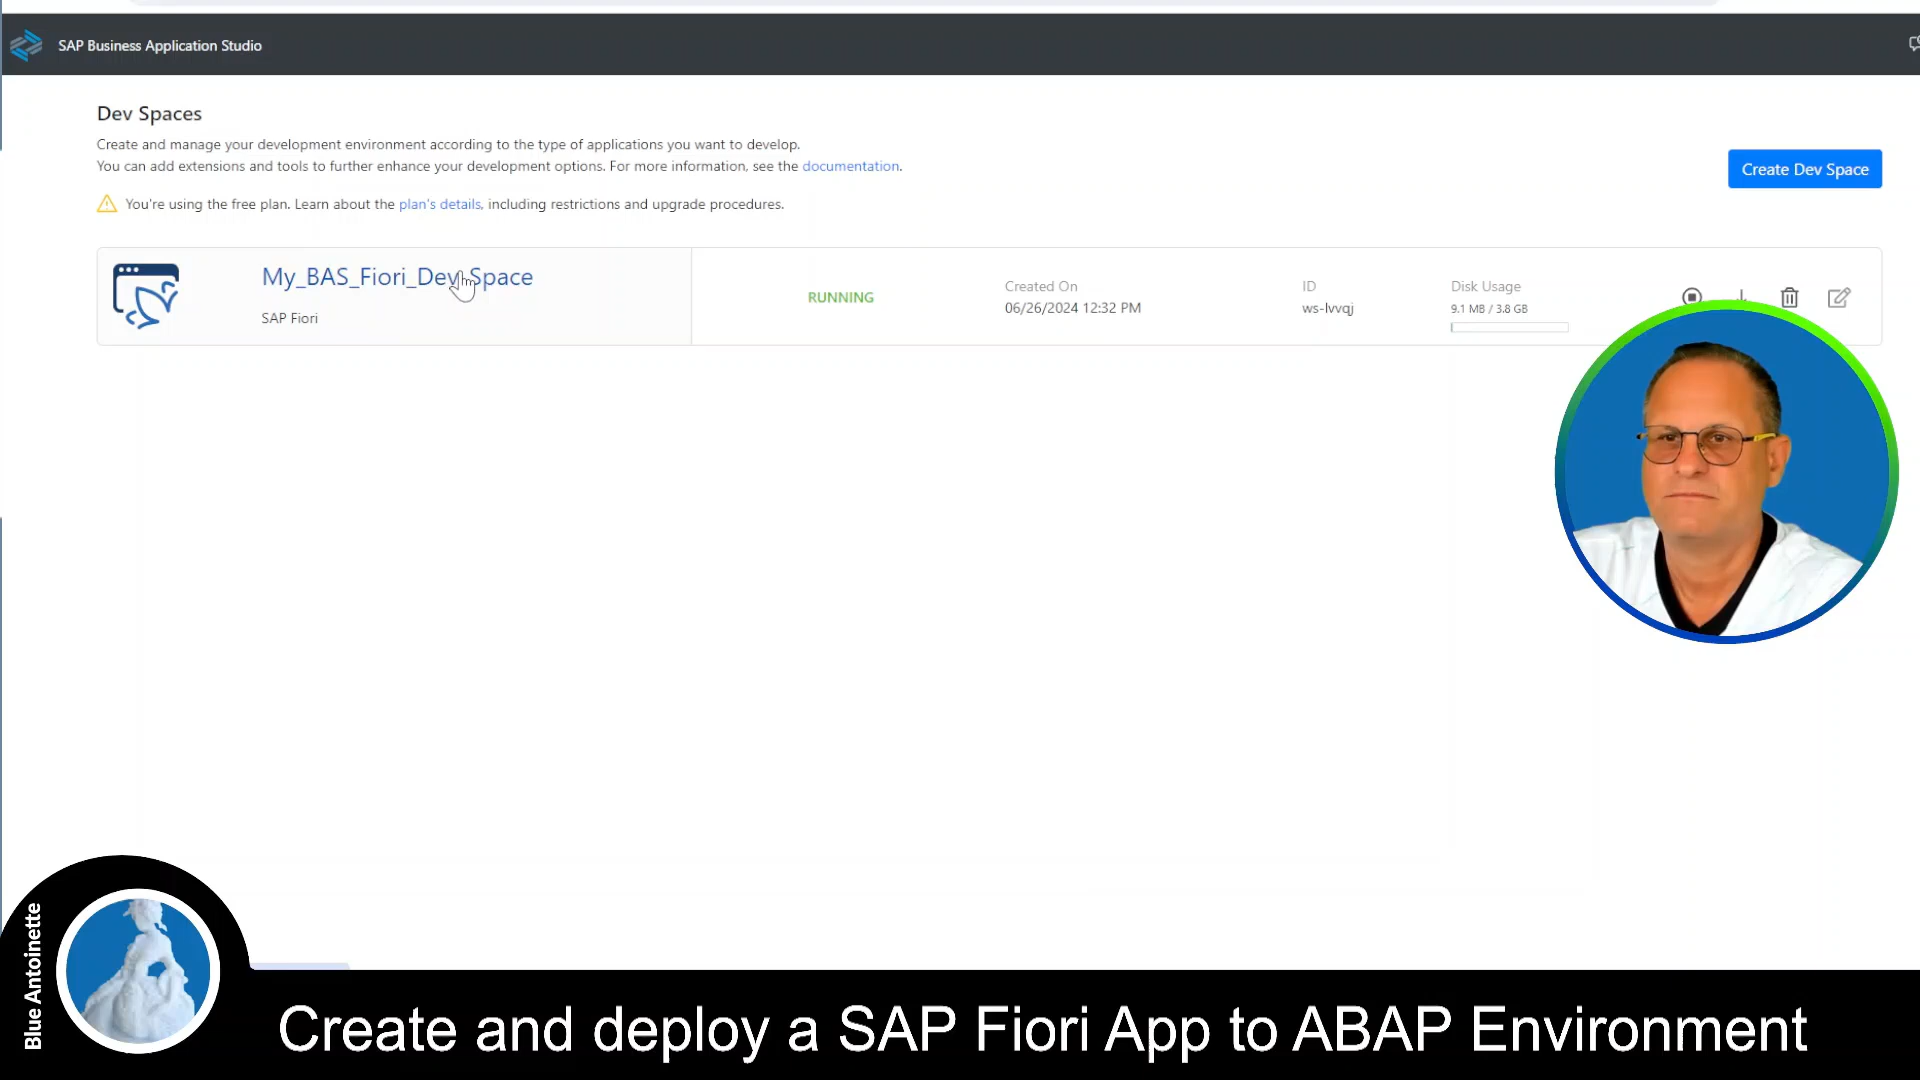 SAP Business Application Studio
Dev Spaces
Create and manage your development environment according to the type of applications you want to develop.
You can add extensions and tools to further enhance your development options. For more information, see the documentation.
Create Dev Space
You're using the free plan. Learn about the plan's details, including restrictions and upgrade procedures.
My_BAS_Fiori_Dev_Space
SAP Fiori
RUNNING
Created On
06/26/2024 12:32 PM
ID
ws-lvvqj
Disk Usage
9.1 MB / 3.8 GB
Blue Antoinette
Create and deploy a SAP Fiori App to ABAP Environment